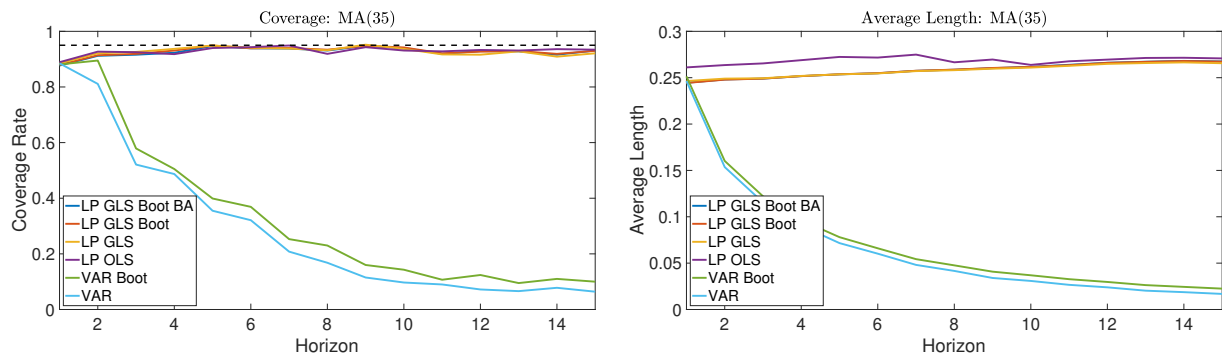 Coverage: MA(35)
1
0.8
0.6
0.4
0.2
0
Coverage Rate
LP GLS Boot BA
LP GLS Boot
LP GLS
LP OLS
VAR Boot
VAR
2 4 6 8 10 12 14
Horizon
Average Length: MA(35)
0.3
0.25
0.2
0.15
0.1
0.05
0
Average Length
LP GLS Boot BA
LP GLS Boot
LP GLS
LP OLS
VAR Boot
VAR
2 4 6 8 10 12 14
Horizon